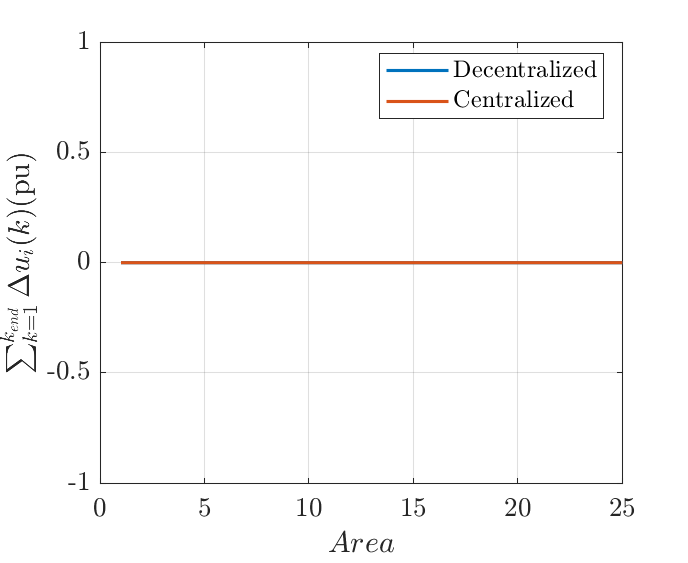 1
0.5
0
-0.5
-1
0 5 10 15 20 25
Area
∑_{k=1}^{k_{end}} Δu_i(k)(pu)
Decentralized
Centralized